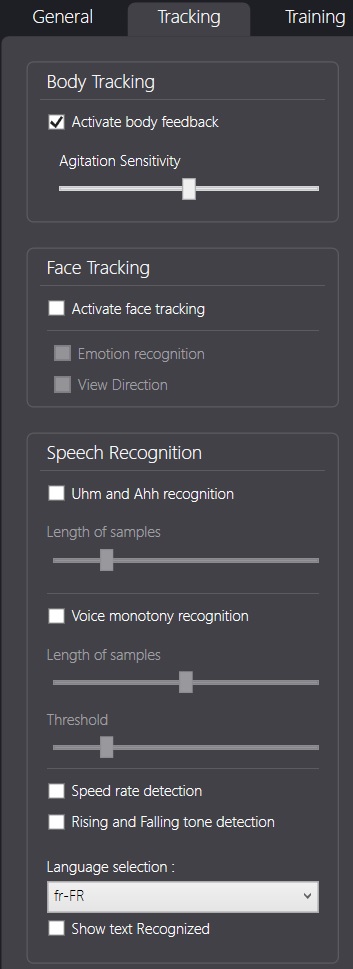 General Tracking Training
Body Tracking
Activate body feedback
Agitation Sensitivity
Face Tracking
Activate face tracking
Emotion recognition
View Direction
Speech Recognition
Uhm and Ahh recognition
Length of samples
Voice monotony recognition
Length of samples
Threshold
Speed rate detection
Rising and Falling tone detection
Language selection :
fr-FR
Show text Recognized